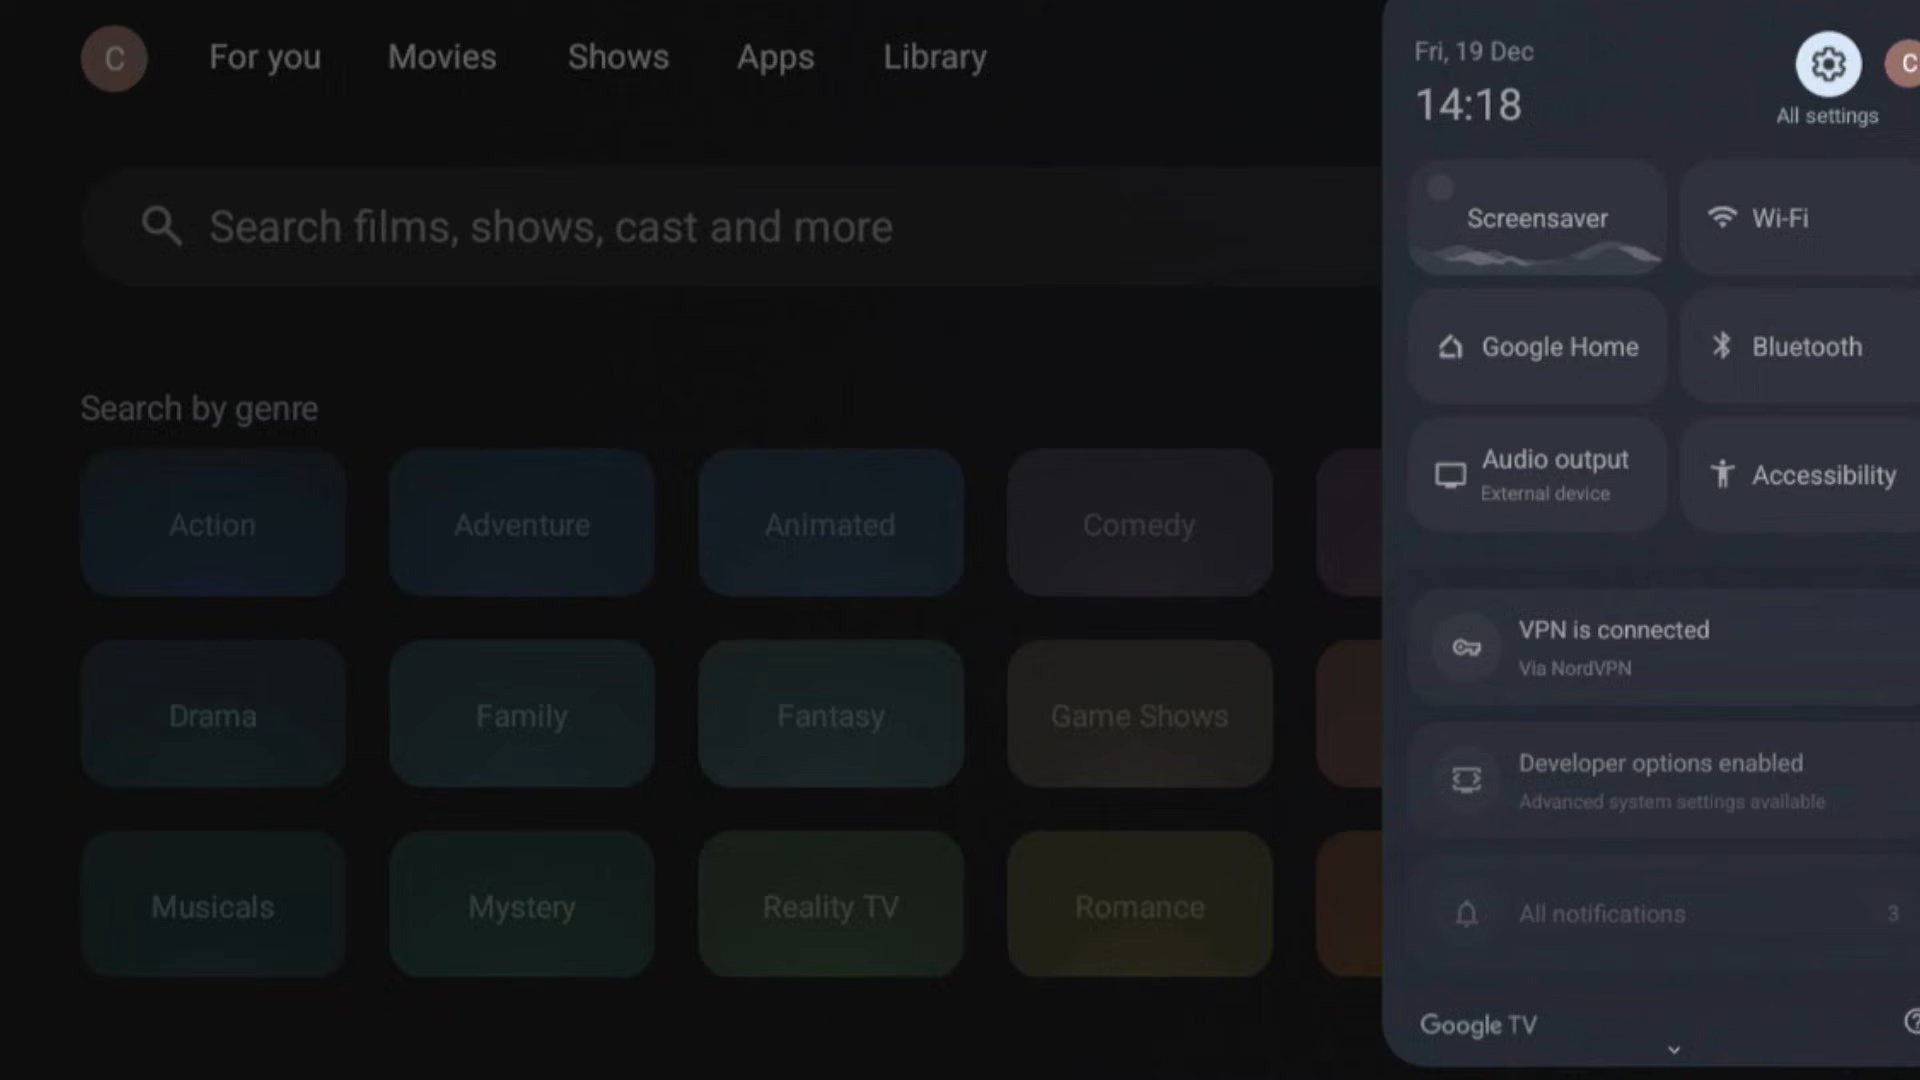 C
For you
Movies
Shows
Apps
Library
Search films, shows, cast and more
Search by genre
Action
Adventure
Animated
Comedy
Drama
Family
Fantasy
Game Shows
Musicals
Mystery
Reality TV
Romance
Fri, 19 Dec
14:18
All settings
C
Screensaver
Wi-Fi
Google Home
Bluetooth
Audio output
External device
Accessibility
VPN is connected
Via NordVPN
Developer options enabled
Advanced system settings available
All notifications
3
Google TV
?